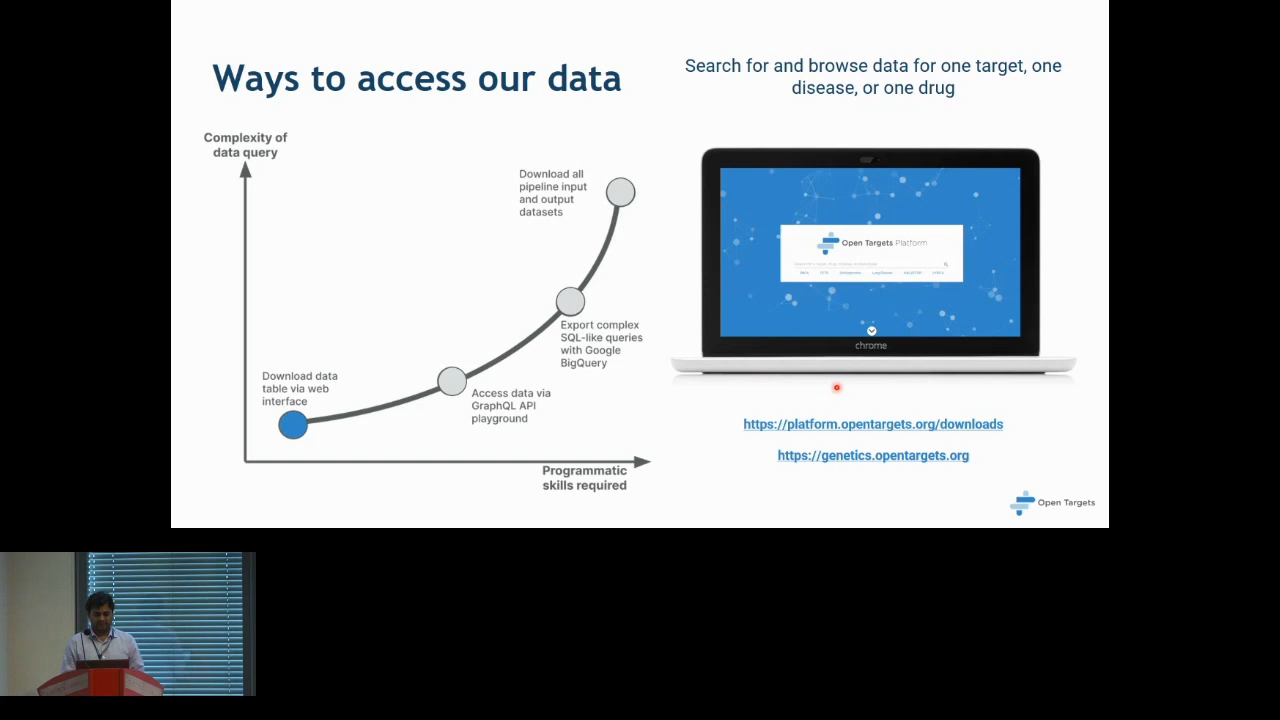 Ways to access our data
Complexity of
data query
Download all
pipeline input
and output
datasets
Export complex
SQL-like queries
with Google
BigQuery
Download data
table via web
interface
Access data via
GraphQL API
playground
Programmatic
skills required
Search for and browse data for one target, one
disease, or one drug
Open Targets Platform
chrome
https://platform.opentargets.org/downloads
https://genetics.opentargets.org
Open Targets